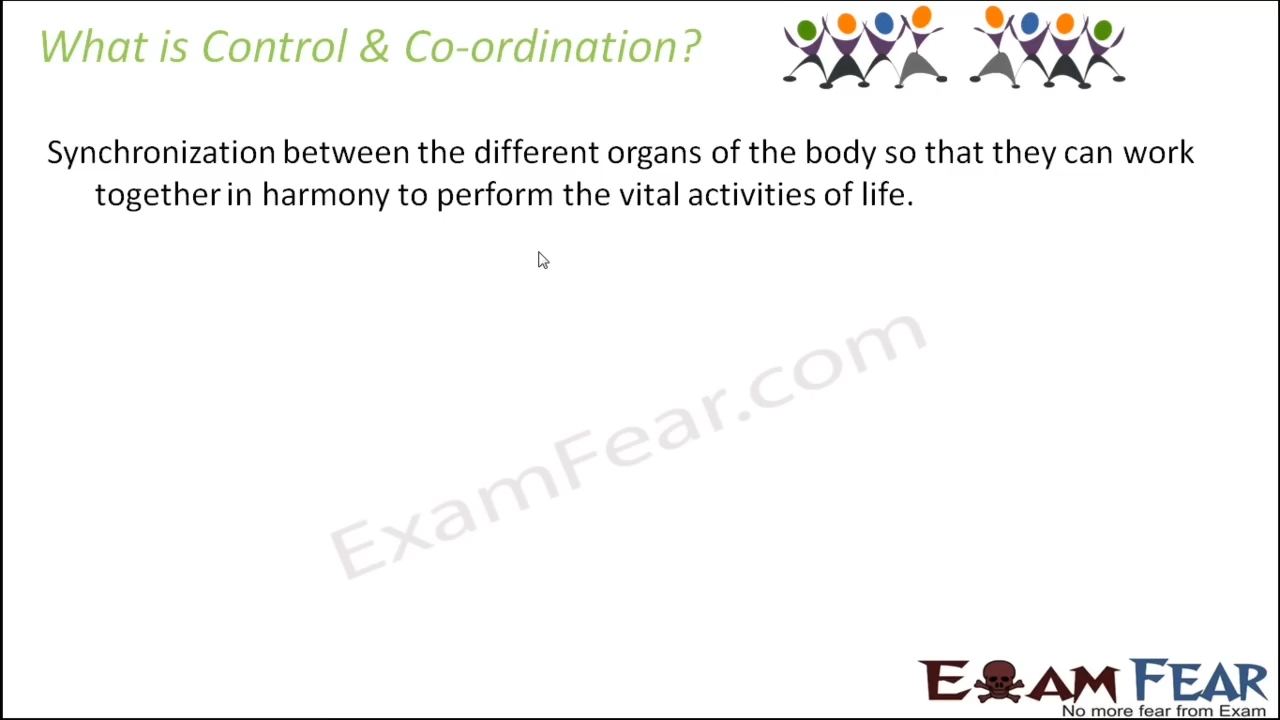 What is Control & Co-ordination?
Synchronization between the different organs of the body so that they can work
together in harmony to perform the vital activities of life.
ExamFear.com
EXAM FEAR
No more fear from Exam